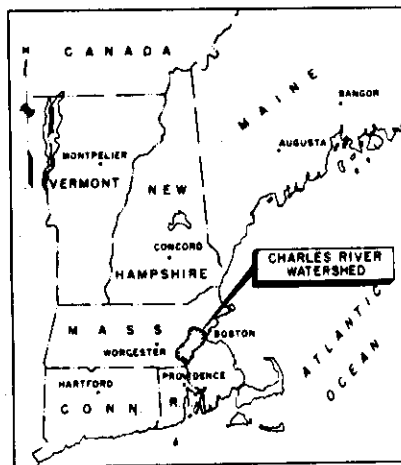 N
CANADA
MAINE
BANGOR
AUGUSTA
MONTPELIER
VERMONT
NEW
CONCORD
HAMPSHIRE
CHARLES RIVER
WATERSHED
MASS
BOSTON
WORCESTER
ATLANTIC
OCEAN
PROVIDENCE
HARTFORD
CONN
R.